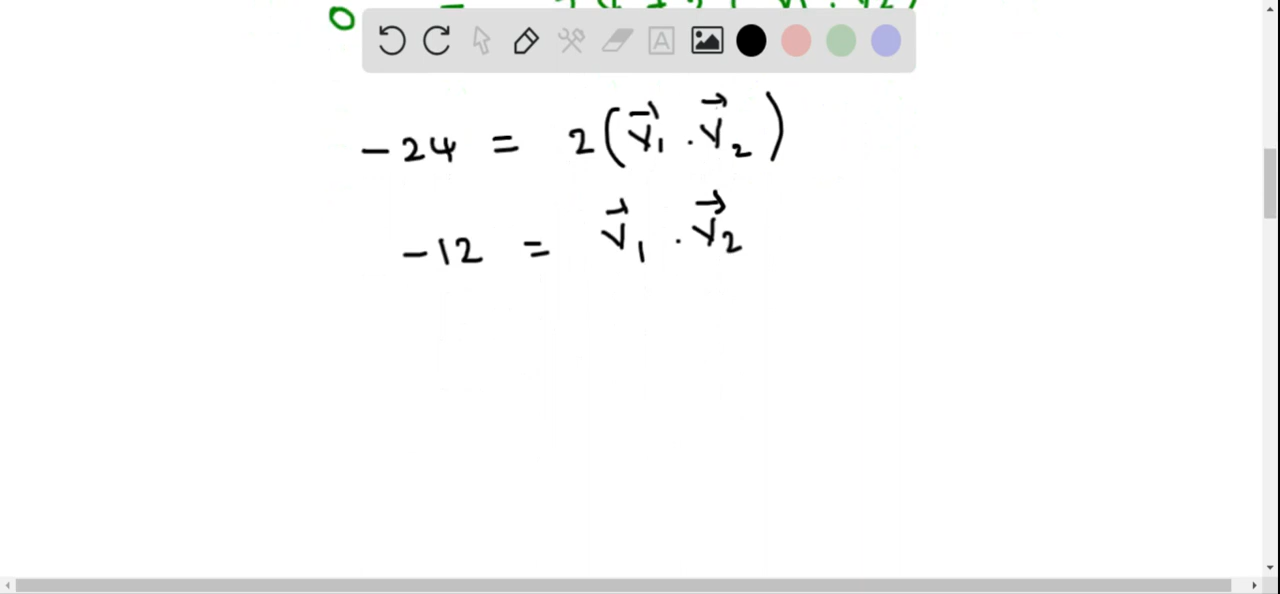 -24 = 2(v⃗₁ . v⃗₂)
-12 = v⃗₁ . v⃗₂